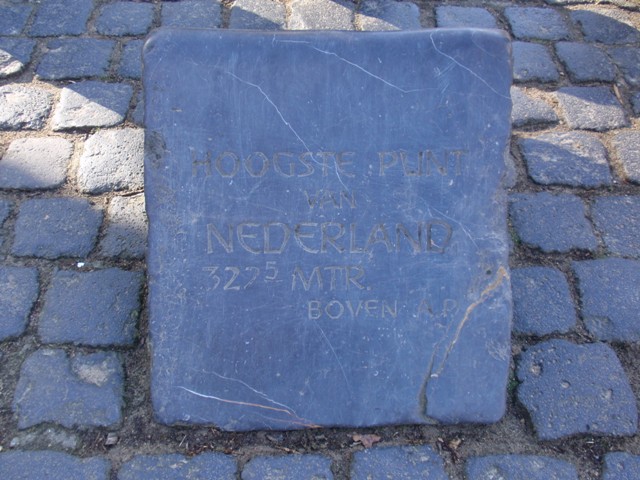 HOOGSTE PUNT
VAN
NEDERLAND
322⁵ MTR.
BOVEN A.P.